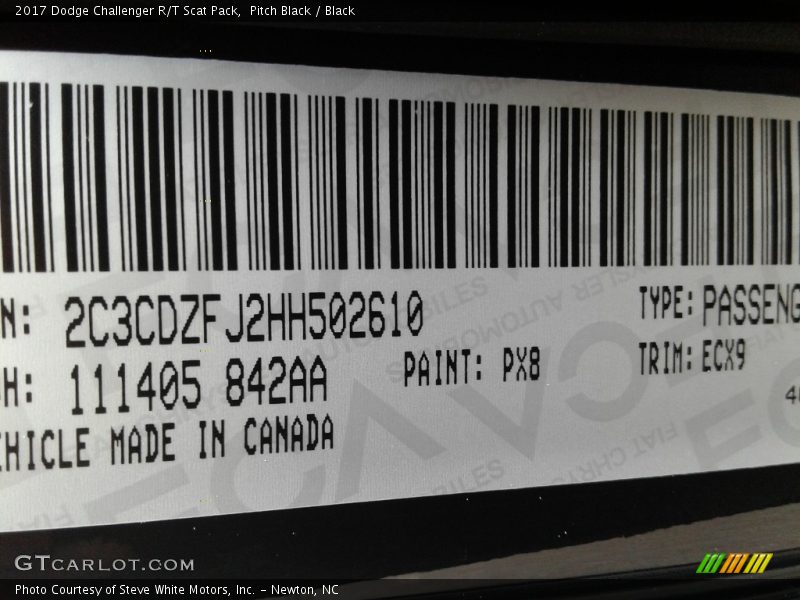 2017 Dodge Challenger R/T Scat Pack,  Pitch Black / Black
N: 2C3CDZFJ2HH502610
TYPE: PASSENG
H: 111405 842AA
PAINT: PX8
TRIM: ECX9
EHICLE MADE IN CANADA
GTCARLOT.COM
Photo Courtesy of Steve White Motors, Inc. – Newton, NC